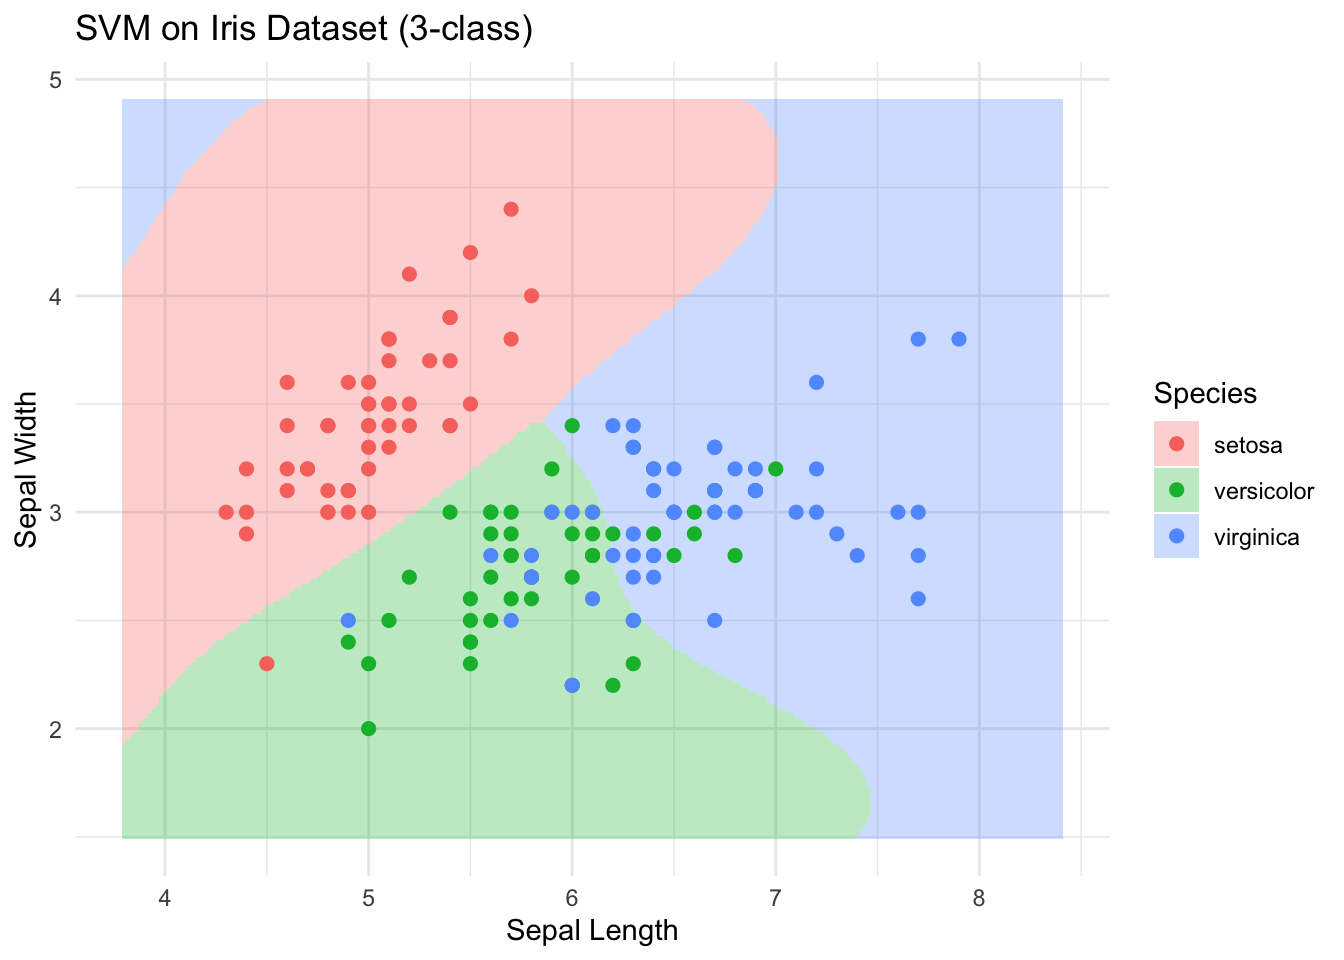 SVM on Iris Dataset (3-class)
5
4
3
2
Sepal Width
4 5 6 7 8
Sepal Length
Species
setosa
versicolor
virginica